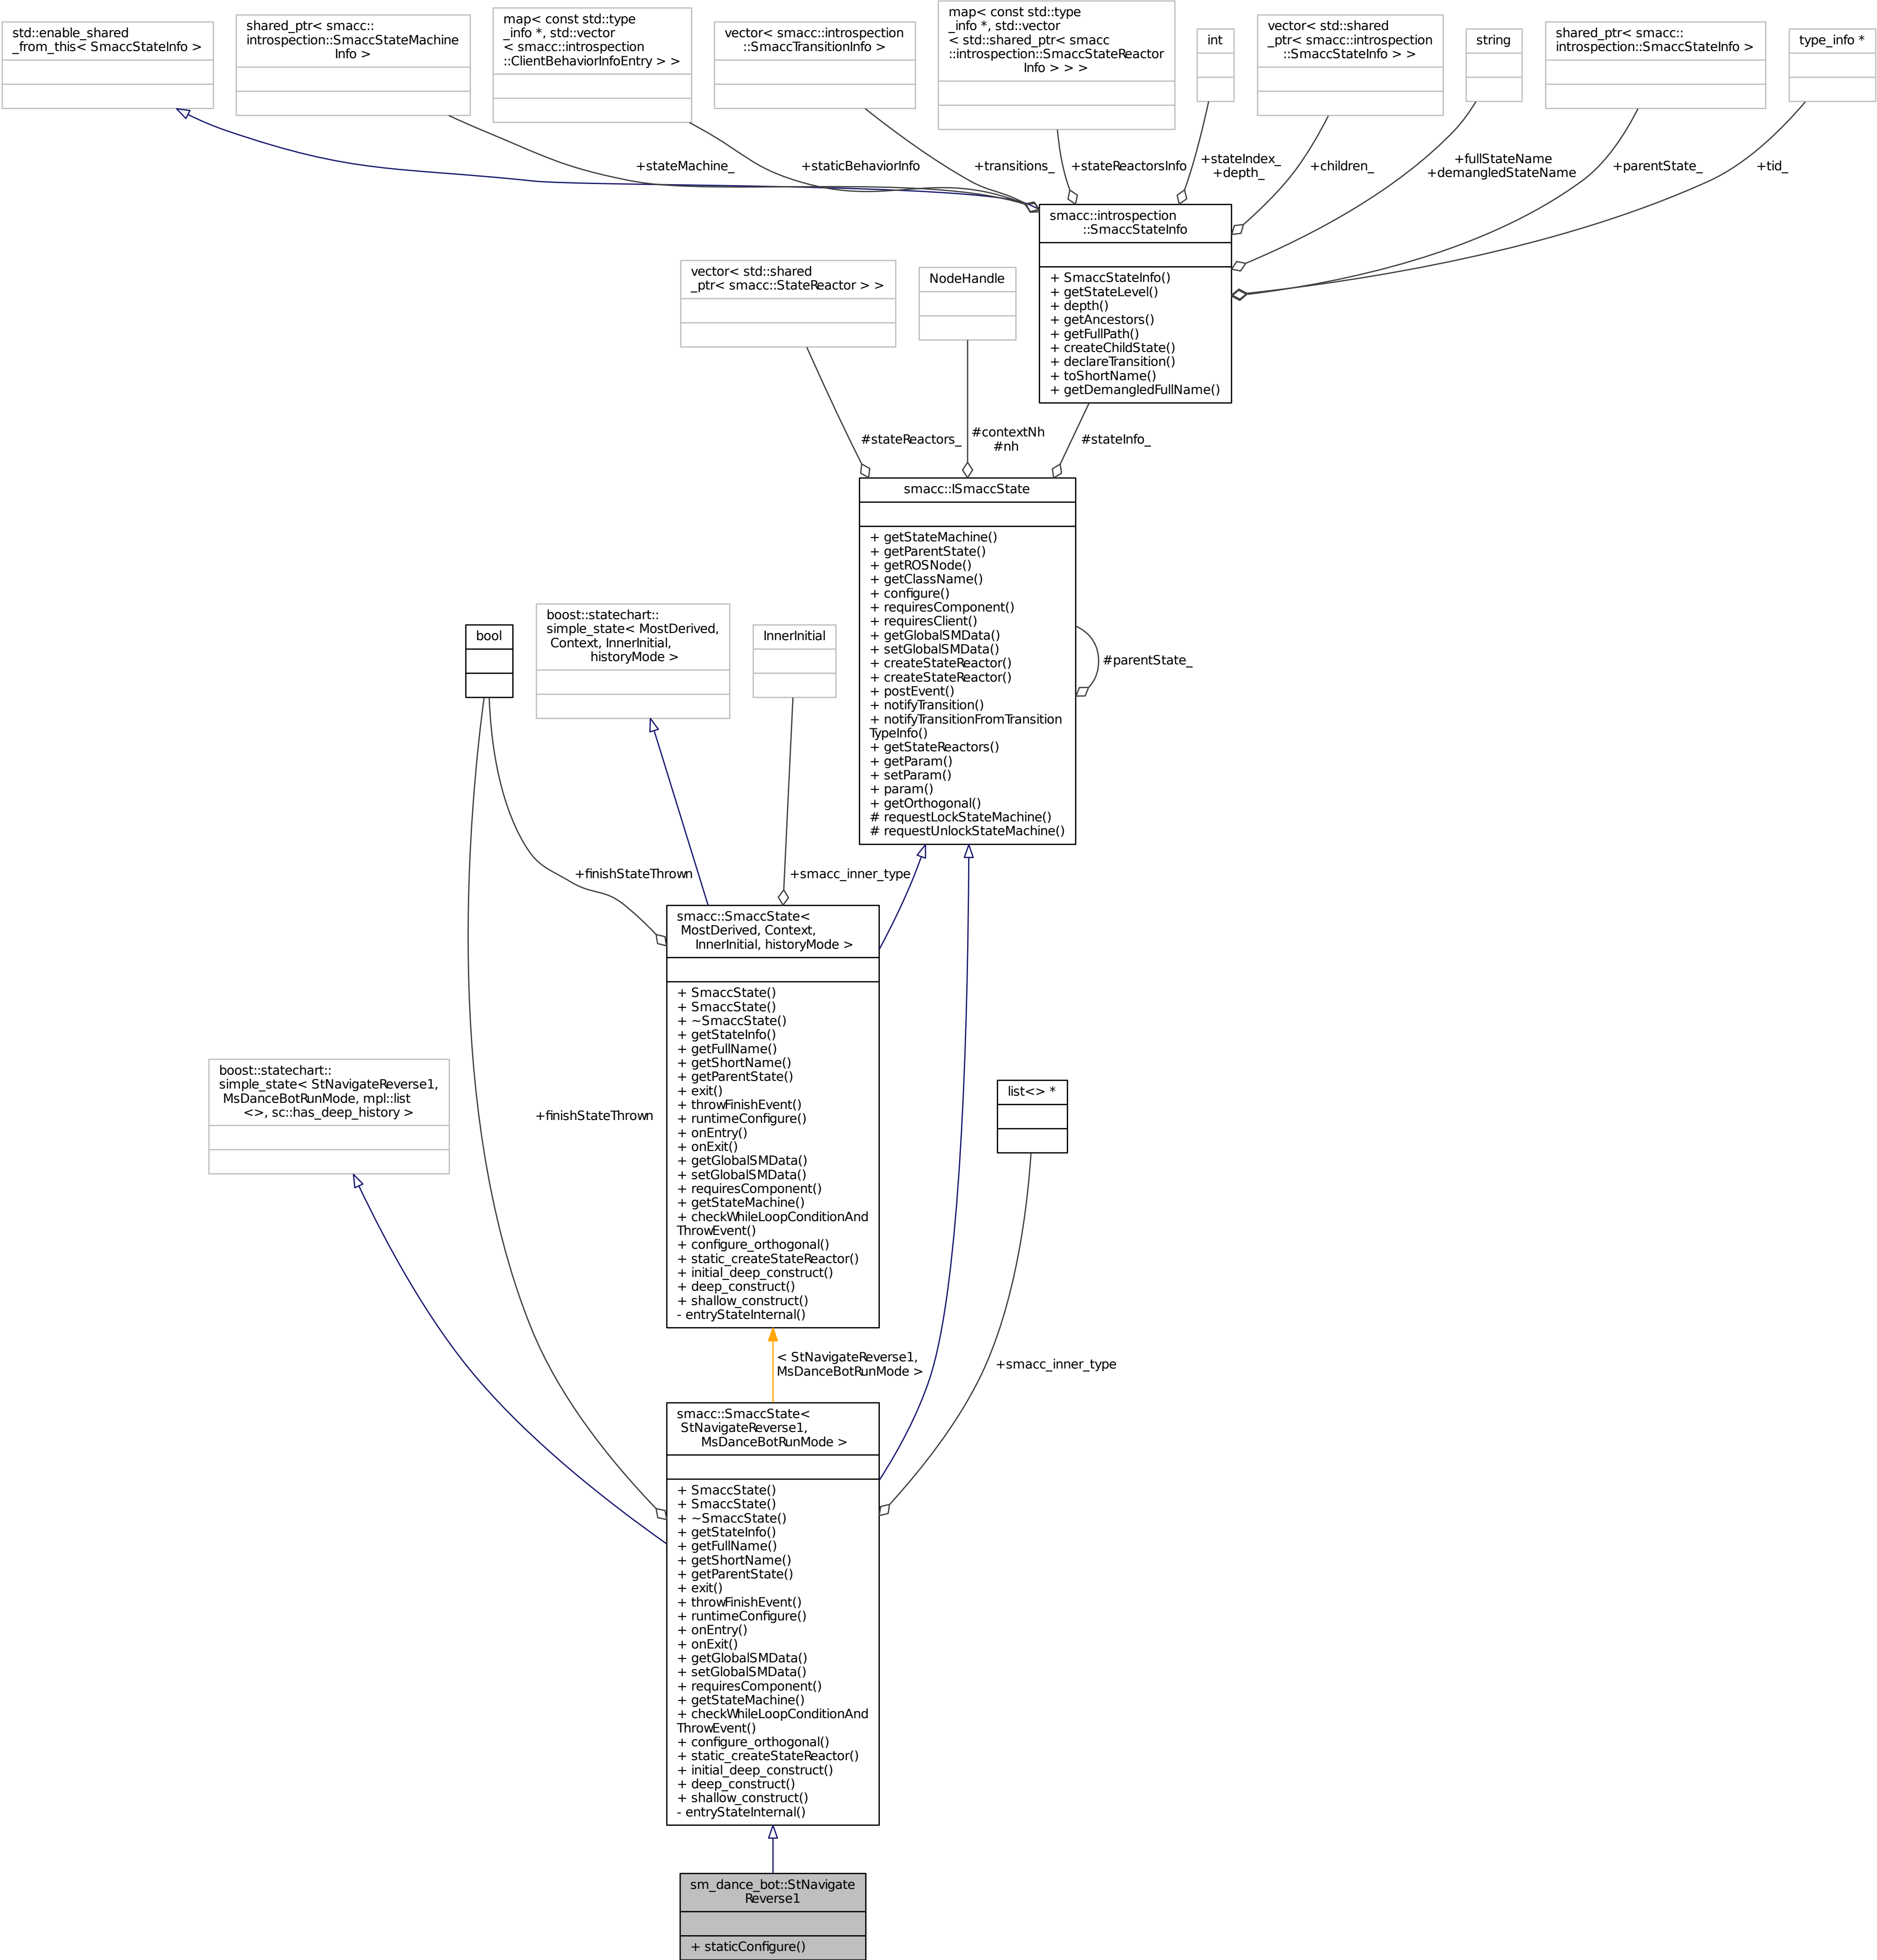 std::enable_shared
_from_this< SmaccStateInfo >
shared_ptr< smacc::
introspection::SmaccStateMachine
Info >
map< const std::type
_info *, std::vector
< smacc::introspection
::ClientBehaviorInfoEntry > >
vector< smacc::introspection
::SmaccTransitionInfo >
map< const std::type
_info *, std::vector
< std::shared_ptr< smacc
::introspection::SmaccStateReactor
Info > > >
int
vector< std::shared
_ptr< smacc::introspection
::SmaccStateInfo > >
string
shared_ptr< smacc::
introspection::SmaccStateInfo >
type_info *
+stateMachine_
+staticBehaviorInfo
+transitions_
+stateReactorsInfo
+stateIndex_
+depth_
+children_
+fullStateName
+demangledStateName
+parentState_
+tid_
smacc::introspection
::SmaccStateInfo
+ SmaccStateInfo()
+ getStateLevel()
+ depth()
+ getAncestors()
+ getFullPath()
+ createChildState()
+ declareTransition()
+ toShortName()
+ getDemangledFullName()
vector< std::shared
_ptr< smacc::StateReactor > >
NodeHandle
#stateReactors_
#contextNh
#nh
#stateInfo_
smacc::ISmaccState
+ getStateMachine()
+ getParentState()
+ getROSNode()
+ getClassName()
+ configure()
+ requiresComponent()
+ requiresClient()
+ getGlobalSMData()
+ setGlobalSMData()
+ createStateReactor()
+ createStateReactor()
+ postEvent()
+ notifyTransition()
+ notifyTransitionFromTransition
TypeInfo()
+ getStateReactors()
+ getParam()
+ setParam()
+ param()
+ getOrthogonal()
# requestLockStateMachine()
# requestUnlockStateMachine()
#parentState_
bool
boost::statechart::
simple_state< MostDerived,
Context, InnerInitial,
historyMode >
InnerInitial
+finishStateThrown
+smacc_inner_type
smacc::SmaccState<
MostDerived, Context,
InnerInitial, historyMode >
+ SmaccState()
+ SmaccState()
+ ~SmaccState()
+ getStateInfo()
+ getFullName()
+ getShortName()
+ getParentState()
+ exit()
+ throwFinishEvent()
+ runtimeConfigure()
+ onEntry()
+ onExit()
+ getGlobalSMData()
+ setGlobalSMData()
+ requiresComponent()
+ getStateMachine()
+ checkWhileLoopConditionAnd
ThrowEvent()
+ configure_orthogonal()
+ static_createStateReactor()
+ initial_deep_construct()
+ deep_construct()
+ shallow_construct()
- entryStateInternal()
boost::statechart::
simple_state< StNavigateReverse1,
MsDanceBotRunMode, mpl::list
<>, sc::has_deep_history >
+finishStateThrown
list<> *
< StNavigateReverse1,
MsDanceBotRunMode >
+smacc_inner_type
smacc::SmaccState<
StNavigateReverse1,
MsDanceBotRunMode >
+ SmaccState()
+ SmaccState()
+ ~SmaccState()
+ getStateInfo()
+ getFullName()
+ getShortName()
+ getParentState()
+ exit()
+ throwFinishEvent()
+ runtimeConfigure()
+ onEntry()
+ onExit()
+ getGlobalSMData()
+ setGlobalSMData()
+ requiresComponent()
+ getStateMachine()
+ checkWhileLoopConditionAnd
ThrowEvent()
+ configure_orthogonal()
+ static_createStateReactor()
+ initial_deep_construct()
+ deep_construct()
+ shallow_construct()
- entryStateInternal()
sm_dance_bot::StNavigate
Reverse1
+ staticConfigure()